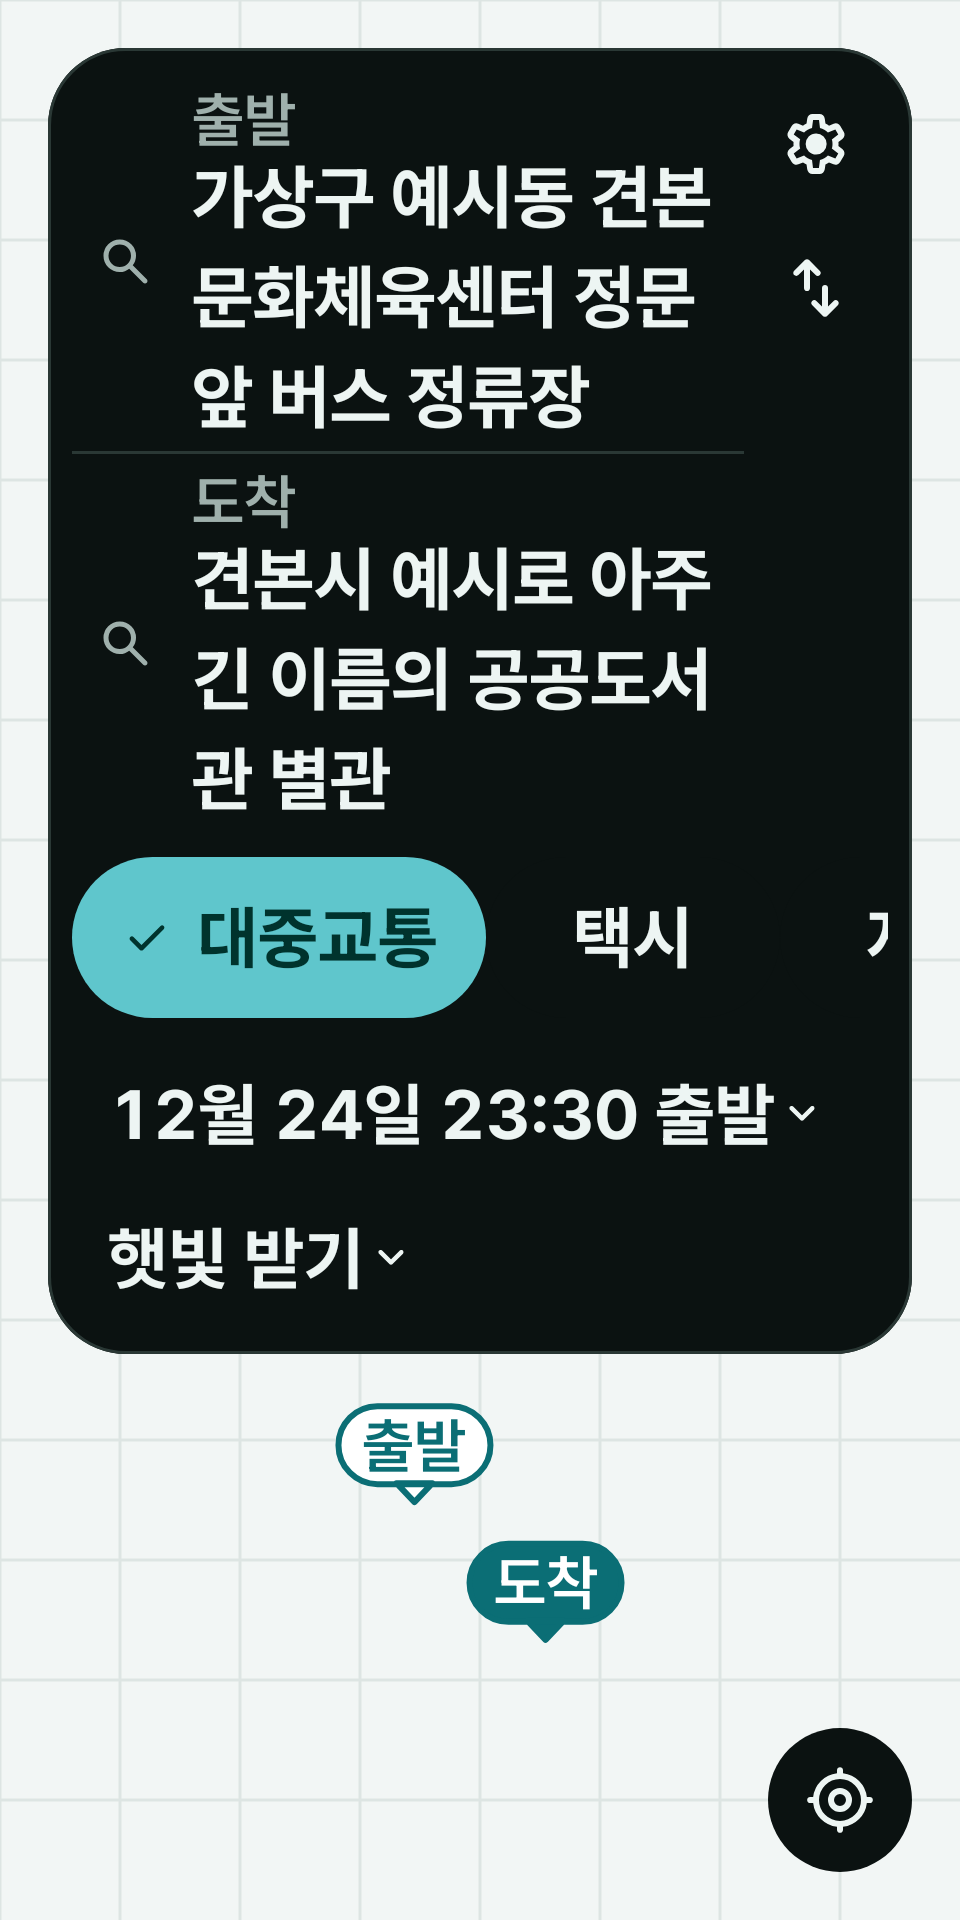 출발
가상구 예시동 견본
문화체육센터 정문
앞 버스 정류장
도착
견본시 예시로 아주
긴 이름의 공공도서
관 별관
대중교통 택시
12월 24일 23:30 출발
햇빛 받기
출발
도착